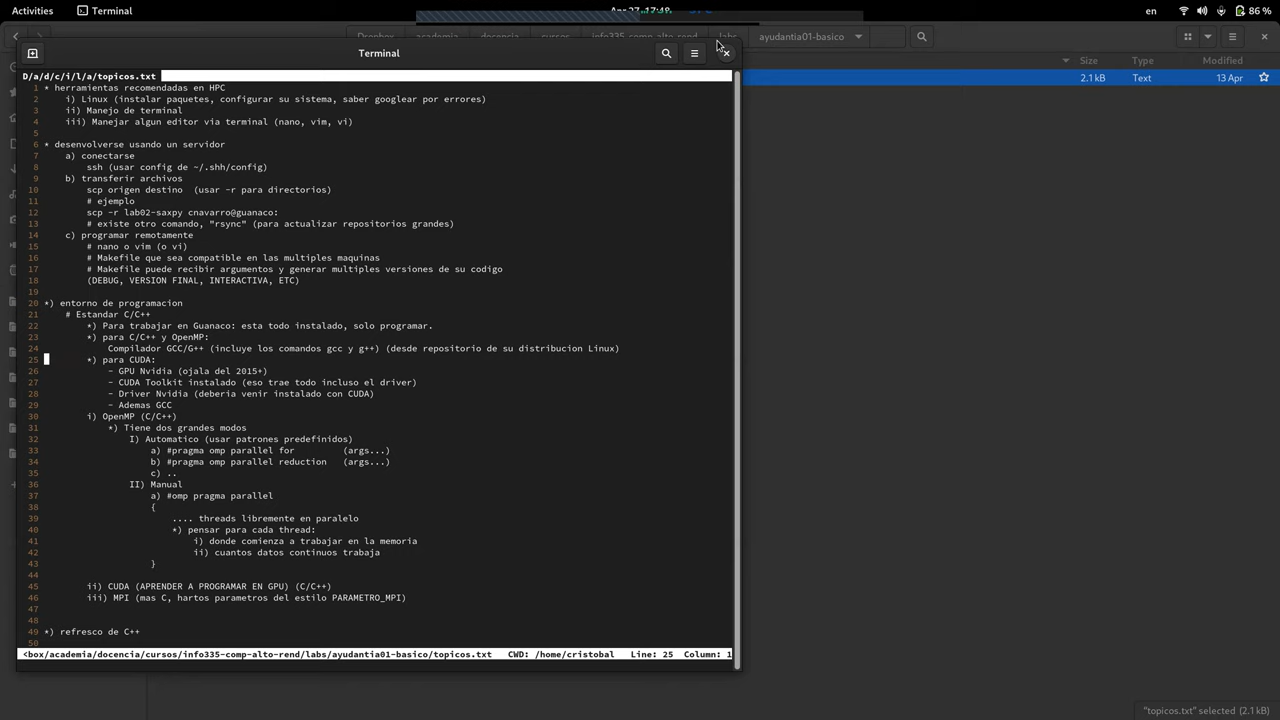 Activities
Terminal
Apr 27, 17:48
en
86 %
Dropbox academia docencia cursos info335-comp-alto-rend labs ayudantia01-basico
Terminal
Size Type Modified
2.1 kB Text 13 Apr
D/a/d/c/i/l/a/topicos.txt
1 * herramientas recomendadas en HPC
2 i) Linux (instalar paquetes, configurar su sistema, saber googlear por errores)
3 ii) Manejo de terminal
4 iii) Manejar algun editor via terminal (nano, vim, vi)
5
6 * desenvolverse usando un servidor
7 a) conectarse
8 ssh (usar config de ~/.shh/config)
9 b) transferir archivos
10 scp origen destino (usar -r para directorios)
11 # ejemplo
12 scp -r lab02-saxpy cnavarro@guanaco:
13 # existe otro comando, "rsync" (para actualizar repositorios grandes)
14 c) programar remotamente
15 # nano o vim (o vi)
16 # Makefile que sea compatible en las multiples maquinas
17 # Makefile puede recibir argumentos y generar multiples versiones de su codigo
18 (DEBUG, VERSION FINAL, INTERACTIVA, ETC)
19
20 *) entorno de programacion
21 # Estandar C/C++
22 *) Para trabajar en Guanaco: esta todo instalado, solo programar.
23 *) para C/C++ y OpenMP:
24 Compilador GCC/G++ (incluye los comandos gcc y g++) (desde repositorio de su distribucion Linux)
25 *) para CUDA:
26 - GPU Nvidia (ojala del 2015+)
27 - CUDA Toolkit instalado (eso trae todo incluso el driver)
28 - Driver Nvidia (deberia venir instalado con CUDA)
29 - Ademas GCC
30 i) OpenMP (C/C++)
31 *) Tiene dos grandes modos
32 I) Automatico (usar patrones predefinidos)
33 a) #pragma omp parallel for (args...)
34 b) #pragma omp parallel reduction (args...)
35 c) ..
36 II) Manual
37 a) #omp pragma parallel
38 {
39 .... threads libremente en paralelo
40 *) pensar para cada thread:
41 i) donde comienza a trabajar en la memoria
42 ii) cuantos datos continuos trabaja
43 }
44
45 ii) CUDA (APRENDER A PROGRAMAR EN GPU) (C/C++)
46 iii) MPI (mas C, hartos parametros del estilo PARAMETRO_MPI)
47
48
49 *) refresco de C++
50
<box/academia/docencia/cursos/info335-comp-alto-rend/labs/ayudantia01-basico/topicos.txt CWD: /home/cristobal Line: 25 Column: 1
"topicos.txt" selected (2.1 kB)